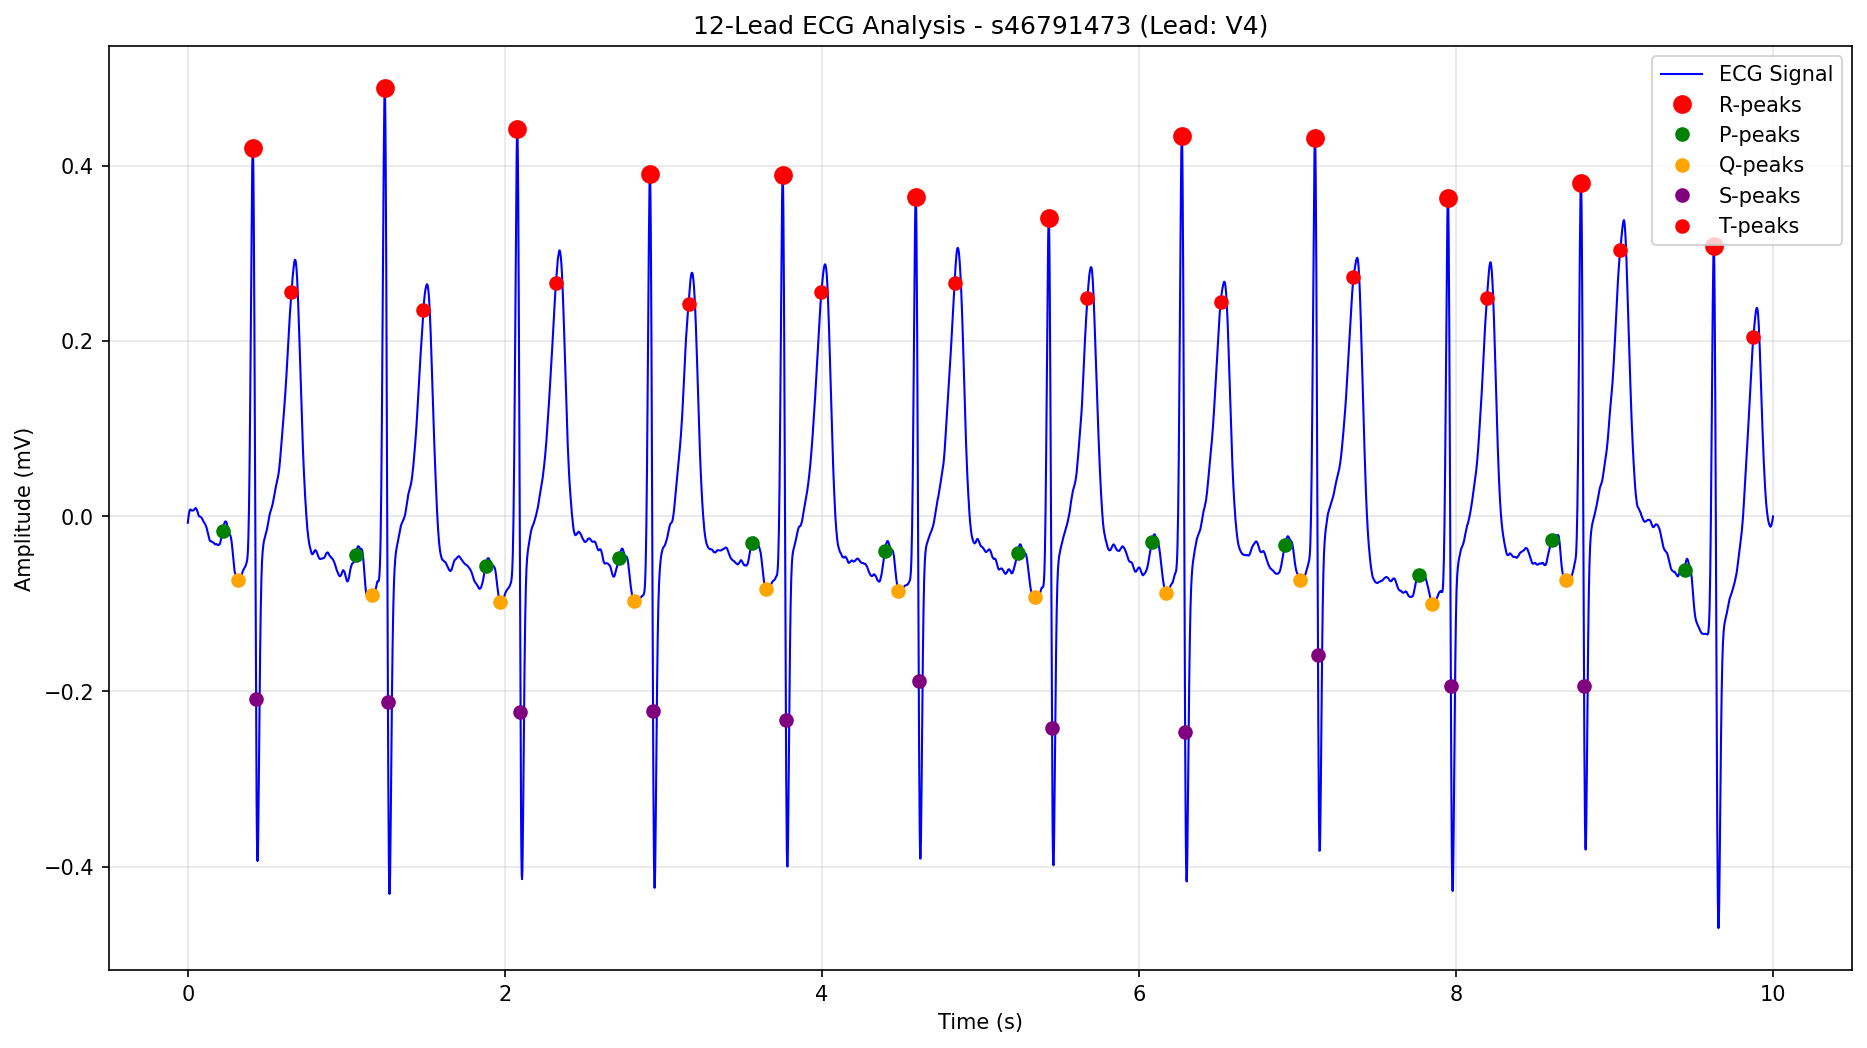 12-Lead ECG Analysis - s46791473 (Lead: V4)
ECG Signal
R-peaks
P-peaks
Q-peaks
S-peaks
T-peaks
Amplitude (mV)
0.4
0.2
0.0
−0.2
−0.4
0 2 4 6 8 10
Time (s)